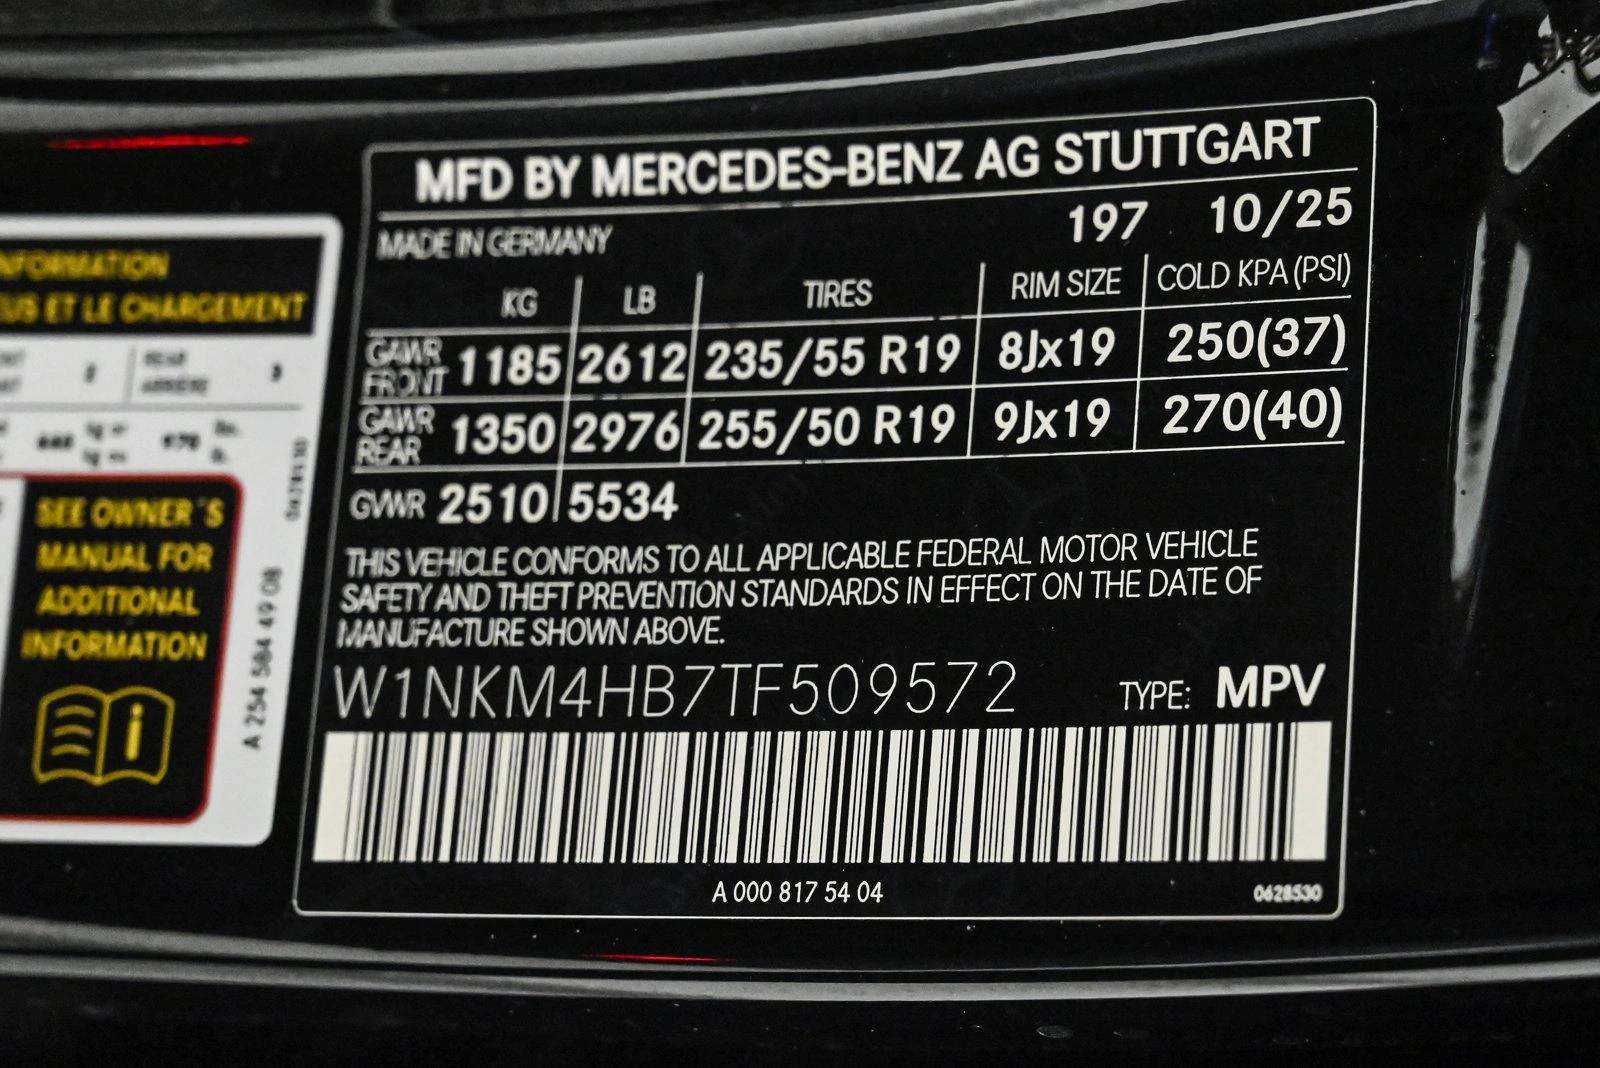 MFD BY MERCEDES-BENZ AG STUTTGART
MADE IN GERMANY 197 10/25
KG LB TIRES RIM SIZE COLD KPA (PSI)
GAWR FRONT 1185 2612 235/55 R19 8Jx19 250(37)
GAWR REAR 1350 2976 255/50 R19 9Jx19 270(40)
GVWR 2510 5534
THIS VEHICLE CONFORMS TO ALL APPLICABLE FEDERAL MOTOR VEHICLE
SAFETY AND THEFT PREVENTION STANDARDS IN EFFECT ON THE DATE OF
MANUFACTURE SHOWN ABOVE.
W1NKM4HB7TF509572 TYPE: MPV
A 000 817 54 04 0628530
ET LE CHARGEMENT
REAR
ARRIÈRE
SEE OWNER´S
MANUAL FOR
ADDITIONAL
INFORMATION
A 254 584 49 08